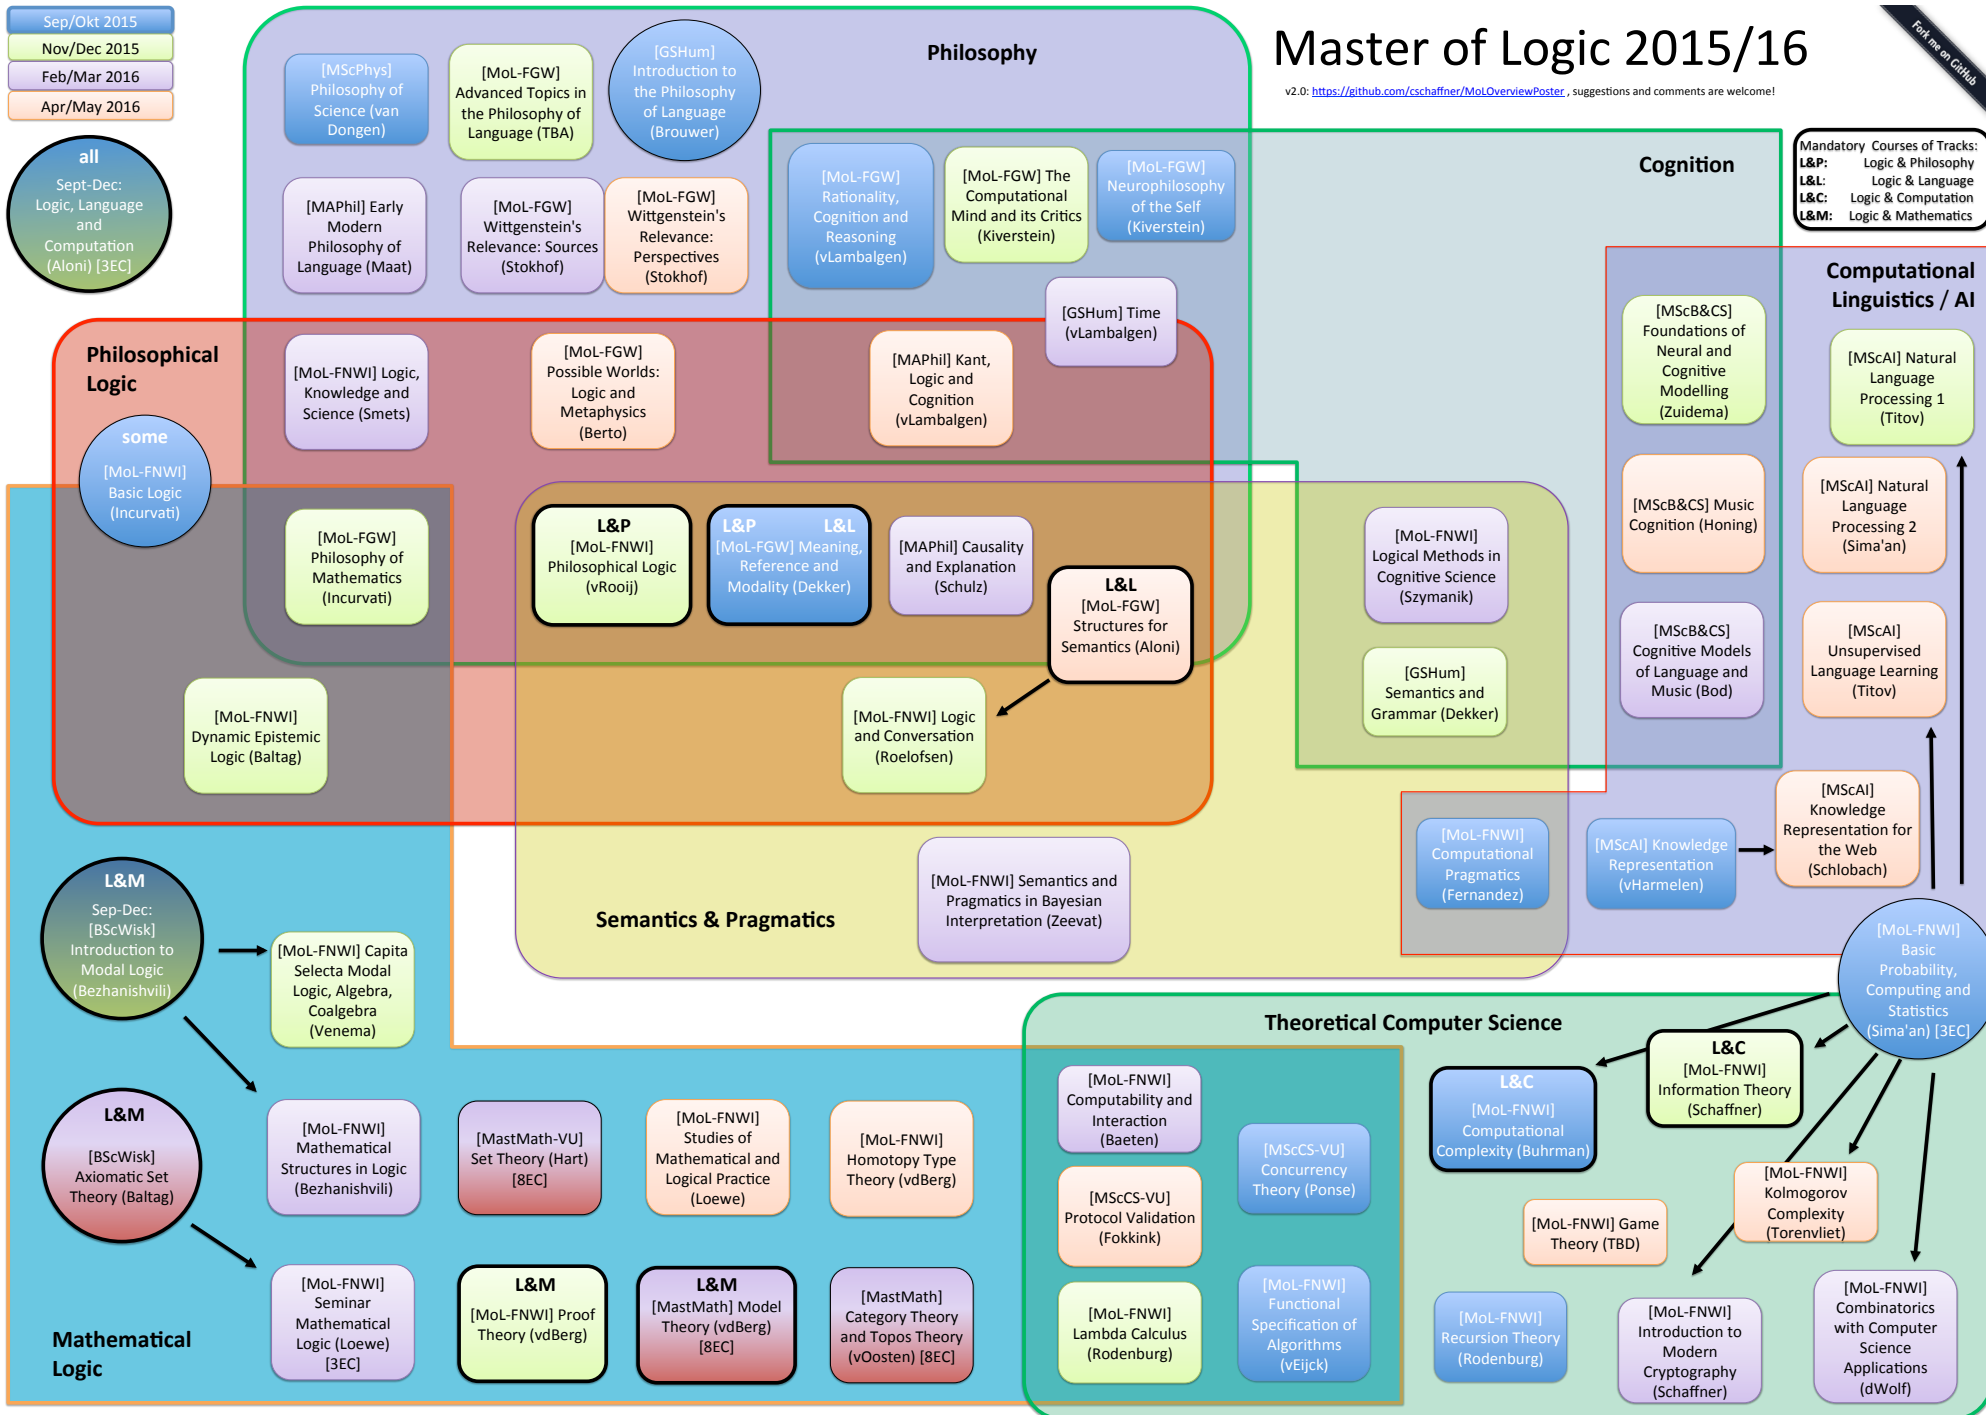 Sep/Okt 2015
Nov/Dec 2015
Feb/Mar 2016
Apr/May 2016
all
Sept-Dec:
Logic, Language
and
Computation
(Aloni) [3EC]
Master of Logic 2015/16
v2.0: https://github.com/cschaffner/MoLOverviewPoster , suggestions and comments are welcome!
Fork me on GitHub
Mandatory Courses of Tracks:
L&P: Logic & Philosophy
L&L: Logic & Language
L&C: Logic & Computation
L&M: Logic & Mathematics
Philosophy
[MScPhys]
Philosophy of
Science (van
Dongen)
[MoL-FGW]
Advanced Topics in
the Philosophy of
Language (TBA)
[GSHum]
Introduction to
the Philosophy
of Language
(Brouwer)
[MAPhil] Early
Modern
Philosophy of
Language (Maat)
[MoL-FGW]
Wittgenstein's
Relevance: Sources
(Stokhof)
[MoL-FGW]
Wittgenstein's
Relevance:
Perspectives
(Stokhof)
Cognition
[MoL-FGW]
Rationality,
Cognition and
Reasoning
(vLambalgen)
[MoL-FGW] The
Computational
Mind and its Critics
(Kiverstein)
[MoL-FGW]
Neurophilosophy
of the Self
(Kiverstein)
[GSHum] Time
(vLambalgen)
Computational
Linguistics / AI
[MScB&CS]
Foundations of
Neural and
Cognitive
Modelling
(Zuidema)
[MScAI] Natural
Language
Processing 1
(Titov)
[MScB&CS] Music
Cognition (Honing)
[MScAI] Natural
Language
Processing 2
(Sima'an)
[MScB&CS]
Cognitive Models
of Language and
Music (Bod)
[MScAI]
Unsupervised
Language Learning
(Titov)
Philosophical
Logic
some
[MoL-FNWI]
Basic Logic
(Incurvati)
[MoL-FNWI] Logic,
Knowledge and
Science (Smets)
[MoL-FGW]
Possible Worlds:
Logic and
Metaphysics
(Berto)
[MAPhil] Kant,
Logic and
Cognition
(vLambalgen)
[MoL-FGW]
Philosophy of
Mathematics
(Incurvati)
L&P
[MoL-FNWI]
Philosophical Logic
(vRooij)
L&P L&L
[MoL-FGW] Meaning,
Reference and
Modality (Dekker)
[MAPhil] Causality
and Explanation
(Schulz)
L&L
[MoL-FGW]
Structures for
Semantics (Aloni)
[MoL-FNWI]
Logical Methods in
Cognitive Science
(Szymanik)
[GSHum]
Semantics and
Grammar (Dekker)
[MoL-FNWI]
Dynamic Epistemic
Logic (Baltag)
[MoL-FNWI] Logic
and Conversation
(Roelofsen)
Semantics & Pragmatics
[MoL-FNWI] Semantics and
Pragmatics in Bayesian
Interpretation (Zeevat)
[MoL-FNWI]
Computational
Pragmatics
(Fernandez)
[MScAI] Knowledge
Representation
(vHarmelen)
[MScAI]
Knowledge
Representation for
the Web
(Schlobach)
[MoL-FNWI]
Basic
Probability,
Computing and
Statistics
(Sima'an) [3EC]
L&M
Sep-Dec:
[BScWisk]
Introduction to
Modal Logic
(Bezhanishvili)
[MoL-FNWI] Capita
Selecta Modal
Logic, Algebra,
Coalgebra
(Venema)
L&M
[BScWisk]
Axiomatic Set
Theory (Baltag)
[MoL-FNWI]
Mathematical
Structures in Logic
(Bezhanishvili)
[MastMath-VU]
Set Theory (Hart)
[8EC]
[MoL-FNWI]
Studies of
Mathematical and
Logical Practice
(Loewe)
[MoL-FNWI]
Homotopy Type
Theory (vdBerg)
Mathematical
Logic
[MoL-FNWI]
Seminar
Mathematical
Logic (Loewe)
[3EC]
L&M
[MoL-FNWI] Proof
Theory (vdBerg)
L&M
[MastMath] Model
Theory (vdBerg)
[8EC]
[MastMath]
Category Theory
and Topos Theory
(vOosten) [8EC]
Theoretical Computer Science
[MoL-FNWI]
Computability and
Interaction
(Baeten)
[MScCS-VU]
Protocol Validation
(Fokkink)
[MoL-FNWI]
Lambda Calculus
(Rodenburg)
[MScCS-VU]
Concurrency
Theory (Ponse)
[MoL-FNWI]
Functional
Specification of
Algorithms
(vEijck)
L&C
[MoL-FNWI]
Computational
Complexity (Buhrman)
L&C
[MoL-FNWI]
Information Theory
(Schaffner)
[MoL-FNWI]
Kolmogorov
Complexity
(Torenvliet)
[MoL-FNWI] Game
Theory (TBD)
[MoL-FNWI]
Recursion Theory
(Rodenburg)
[MoL-FNWI]
Introduction to
Modern
Cryptography
(Schaffner)
[MoL-FNWI]
Combinatorics
with Computer
Science
Applications
(dWolf)